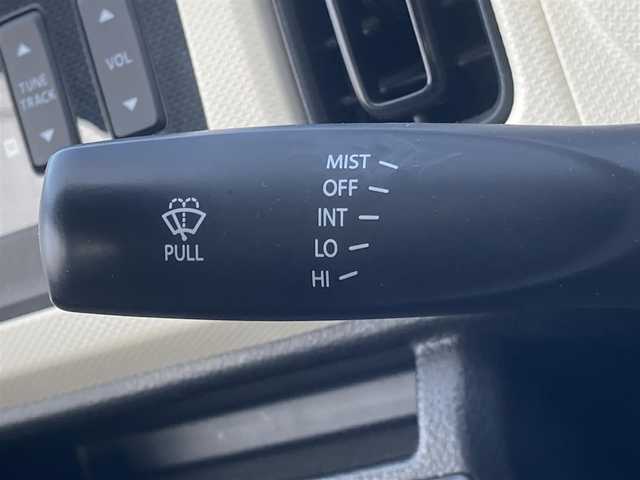 TUNE
TRACK
VOL
MIST
OFF
INT
LO
HI
PULL